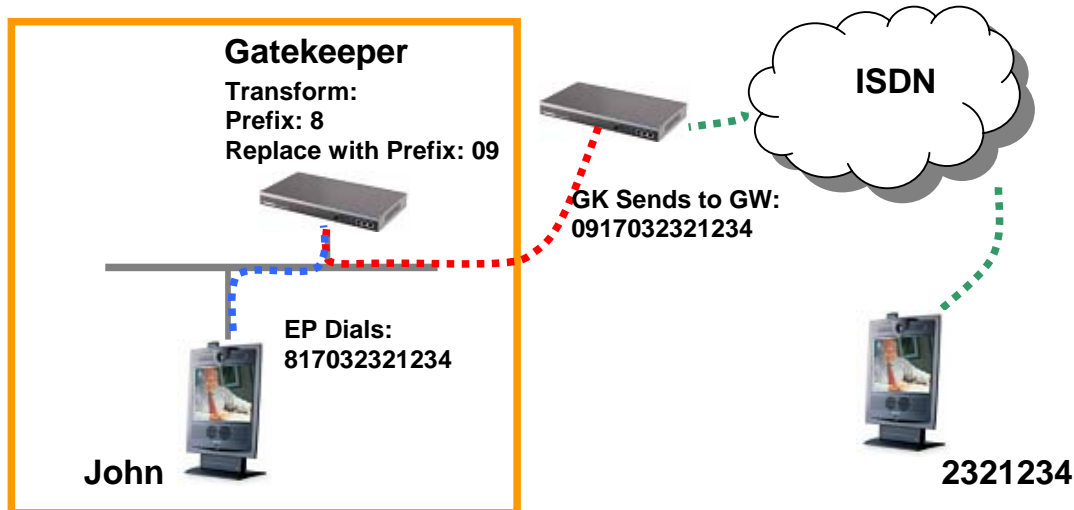 Gatekeeper
Transform:
Prefix: 8
Replace with Prefix: 09
ISDN
GK Sends to GW:
0917032321234
EP Dials:
817032321234
John
2321234